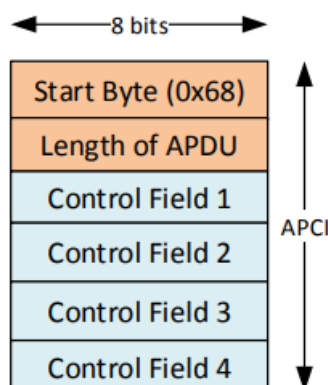 8 bits
Start Byte (0x68)
Length of APDU
Control Field 1
Control Field 2
APCI
Control Field 3
Control Field 4